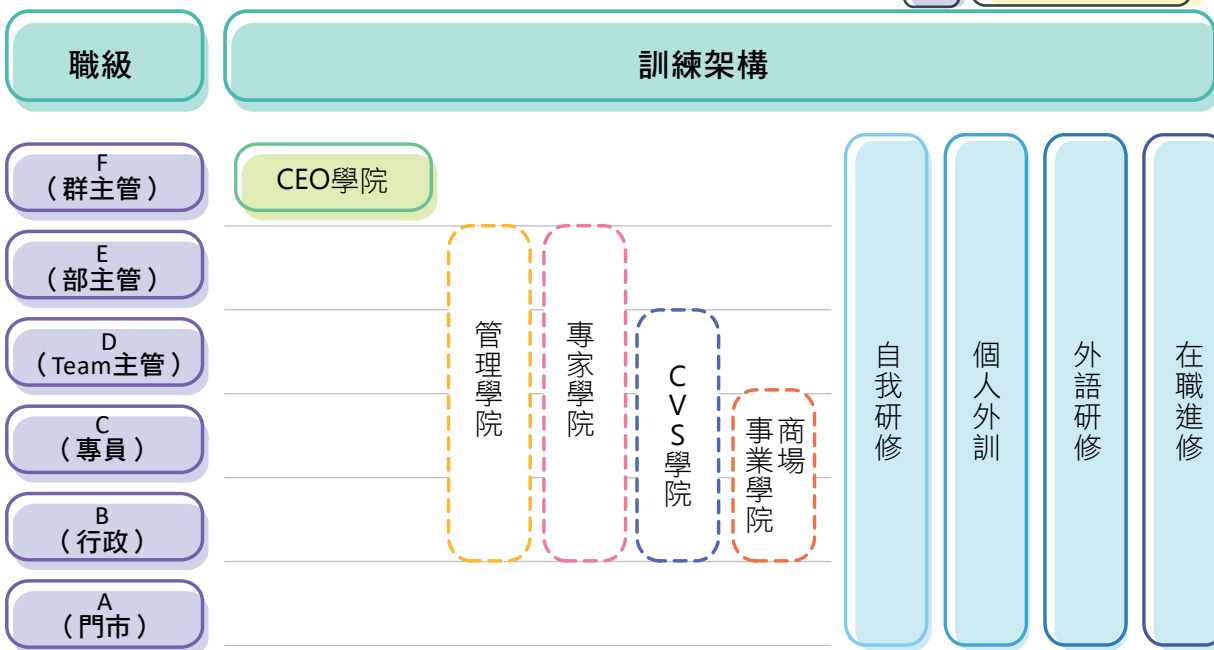 職級
訓練架構
F
（群主管）
CEO學院
E
（部主管）
D
（Team主管）
C
（專員）
B
（行政）
A
（門市）
管理學院
專家學院
CVS學院
商場
事業學院
自我研修
個人外訓
外語研修
在職進修